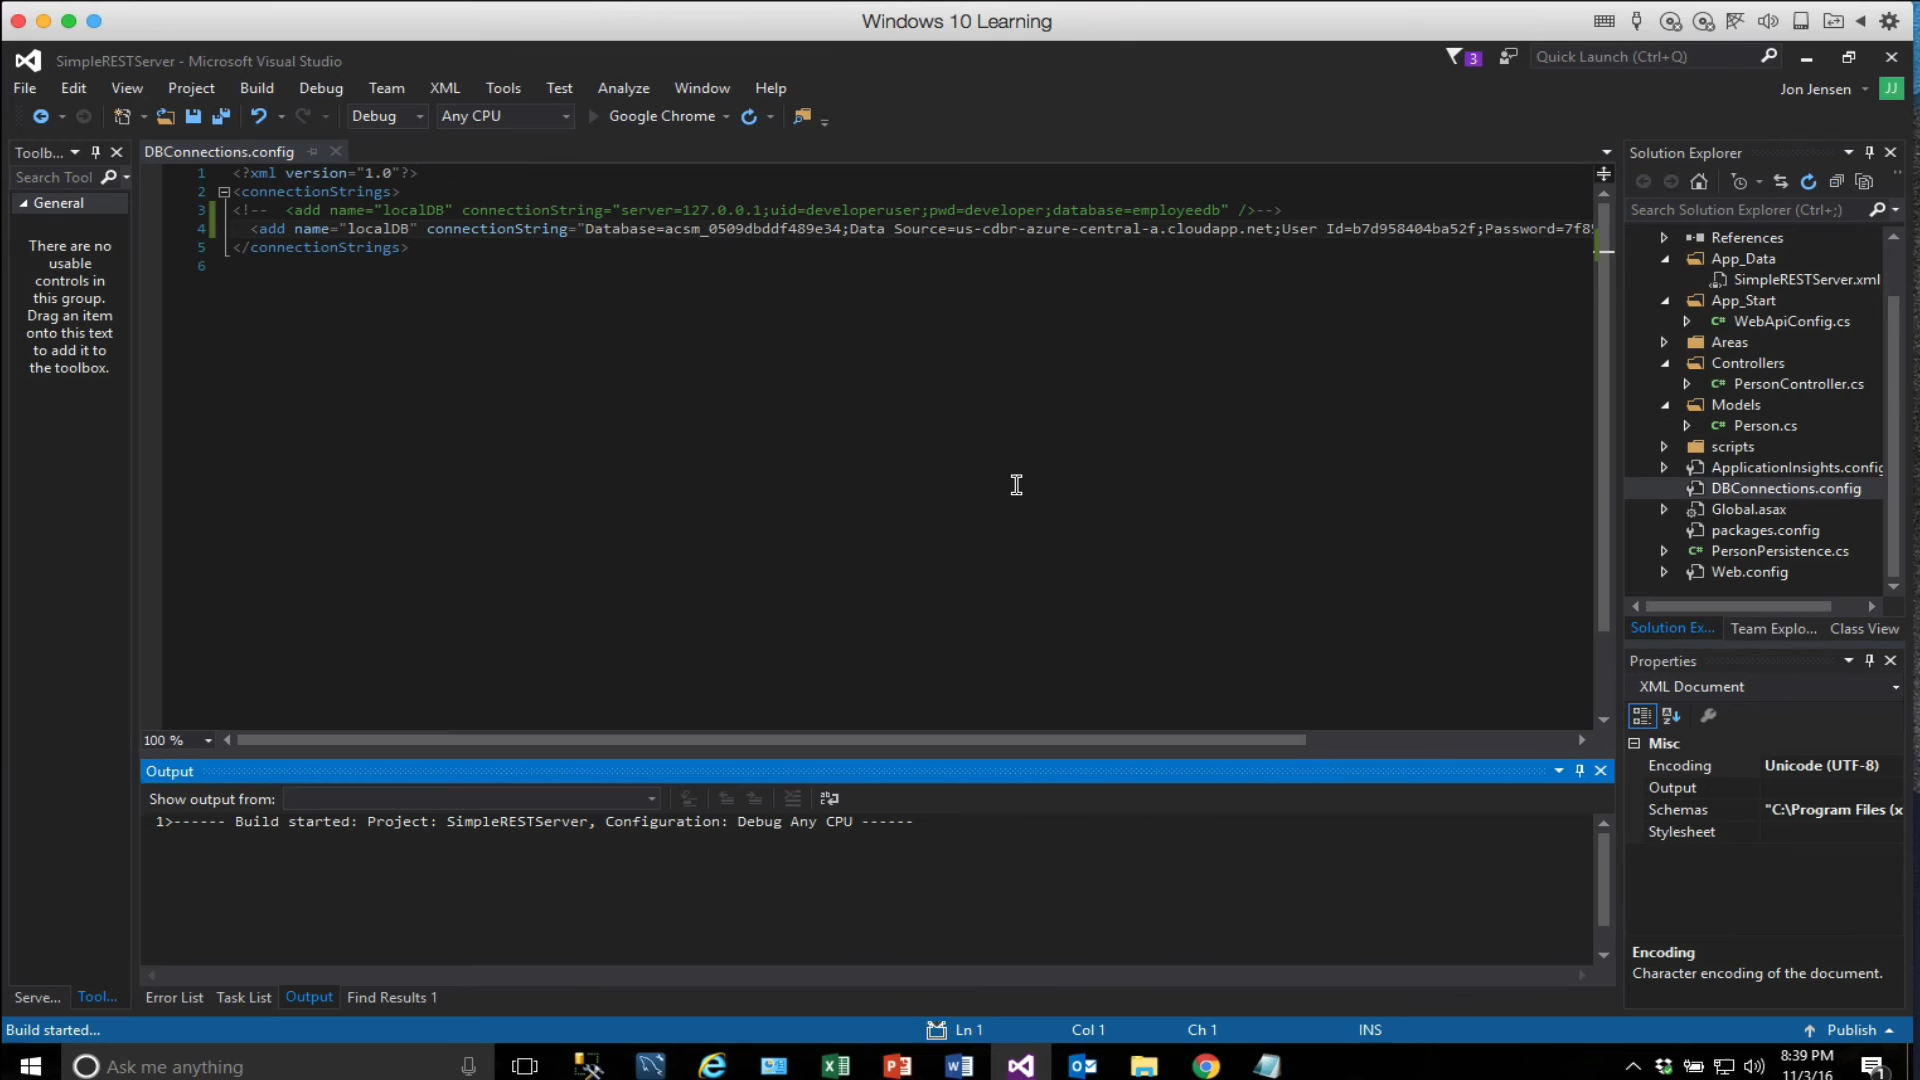 Windows 10 Learning
SimpleRESTServer - Microsoft Visual Studio
3
Quick Launch (Ctrl+Q)
File Edit View Project Build Debug Team XML Tools Test Analyze Window Help
Jon Jensen JJ
Debug Any CPU Google Chrome
Toolb...
Search Tool
General
There are no
usable
controls in
this group.
Drag an item
onto this text
to add it to
the toolbox.
Serve... Tool...
DBConnections.config
1 <?xml version="1.0"?>
2 <connectionStrings>
3 <!-- <add name="localDB" connectionString="server=127.0.0.1;uid=developeruser;pwd=developer;database=employeedb" />-->
4 <add name="localDB" connectionString="Database=acsm_0509dbddf489e34;Data Source=us-cdbr-azure-central-a.cloudapp.net;User Id=b7d958404ba52f;Password=7f85
5 </connectionStrings>
6
100 %
Output
Show output from:
1>------ Build started: Project: SimpleRESTServer, Configuration: Debug Any CPU ------
Error List Task List Output Find Results 1
Solution Explorer
Search Solution Explorer (Ctrl+;)
References
App_Data
SimpleRESTServer.xml
App_Start
C# WebApiConfig.cs
Areas
Controllers
C# PersonController.cs
Models
C# Person.cs
scripts
ApplicationInsights.config
DBConnections.config
Global.asax
packages.config
C# PersonPersistence.cs
Web.config
Solution Ex... Team Explo... Class View
Properties
XML Document
Misc
Encoding Unicode (UTF-8)
Output
Schemas "C:\Program Files (x
Stylesheet
Encoding
Character encoding of the document.
Build started... Ln 1 Col 1 Ch 1 INS Publish
Ask me anything
8:39 PM
11/3/16
1